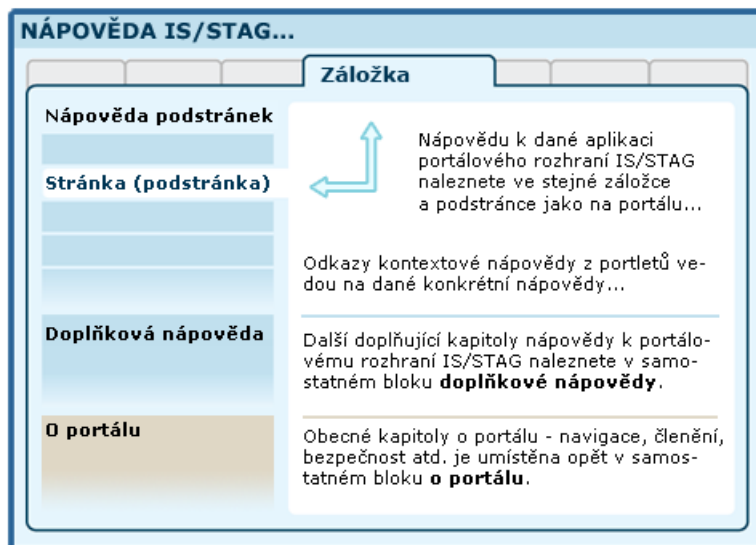 NÁPOVĚDA IS/STAG...
Záložka
Nápověda podstránek
Stránka (podstránka)
Nápovědu k dané aplikaci
portálového rozhraní IS/STAG
naleznete ve stejné záložce
a podstránce jako na portálu...
Odkazy kontextové nápovědy z portletů ve-
dou na dané konkrétní nápovědy...
Doplňková nápověda
Další doplňující kapitoly nápovědy k portálo-
vému rozhraní IS/STAG naleznete v samo-
statném bloku doplňkové nápovědy.
O portálu
Obecné kapitoly o portálu - navigace, členění,
bezpečnost atd. je umístěna opět v samos-
tatném bloku o portálu.